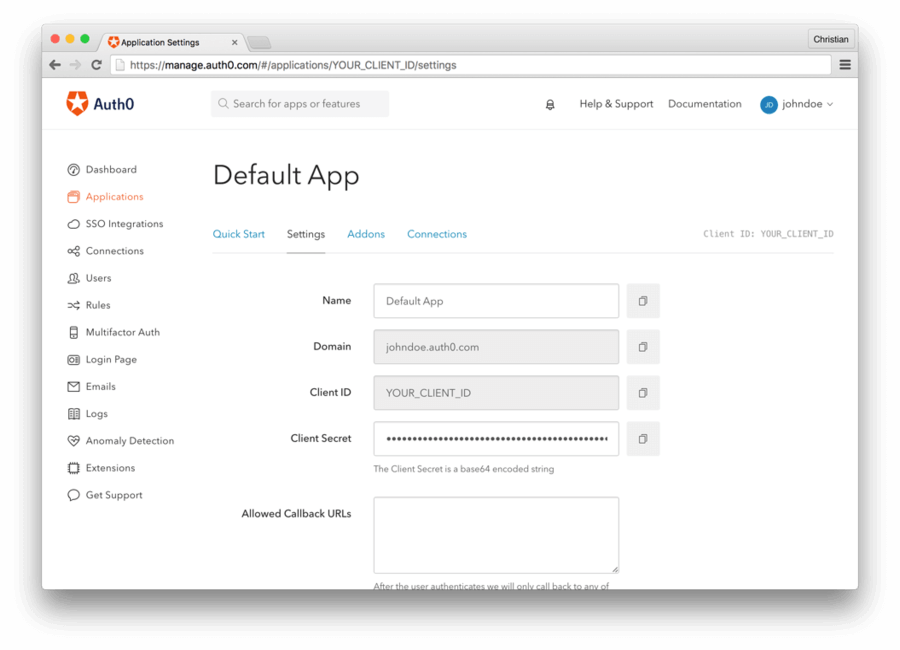 Application Settings
Christian
https://manage.auth0.com/#/applications/YOUR_CLIENT_ID/settings
Auth0
Search for apps or features
Help & Support
Documentation
JD
johndoe
Dashboard
Applications
SSO Integrations
Connections
Users
Rules
Multifactor Auth
Login Page
Emails
Logs
Anomaly Detection
Extensions
Get Support
Default App
Quick Start
Settings
Addons
Connections
Client ID: YOUR_CLIENT_ID
Name
Default App
Domain
johndoe.auth0.com
Client ID
YOUR_CLIENT_ID
Client Secret
The Client Secret is a base64 encoded string
Allowed Callback URLs
After the user authenticates we will only call back to any of